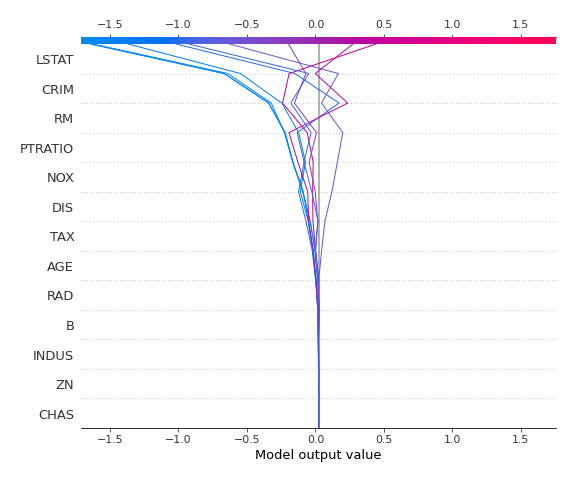 −1.5 −1.0 −0.5 0.0 0.5 1.0 1.5
LSTAT
CRIM
RM
PTRATIO
NOX
DIS
TAX
AGE
RAD
B
INDUS
ZN
CHAS
−1.5 −1.0 −0.5 0.0 0.5 1.0 1.5
Model output value